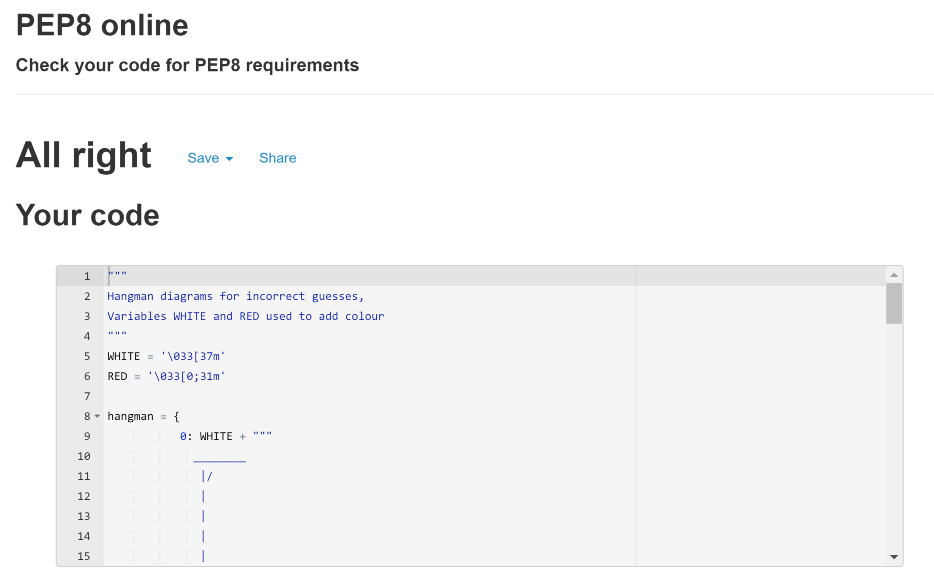 PEP8 online
Check your code for PEP8 requirements
All right Save Share
Your code
1 """
2 Hangman diagrams for incorrect guesses,
3 Variables WHITE and RED used to add colour
4 """
5 WHITE = '\033[37m'
6 RED = '\033[0;31m'
7
8 hangman = {
9 0: WHITE + """
10 ________
11 |/
12 |
13 |
14 |
15 |